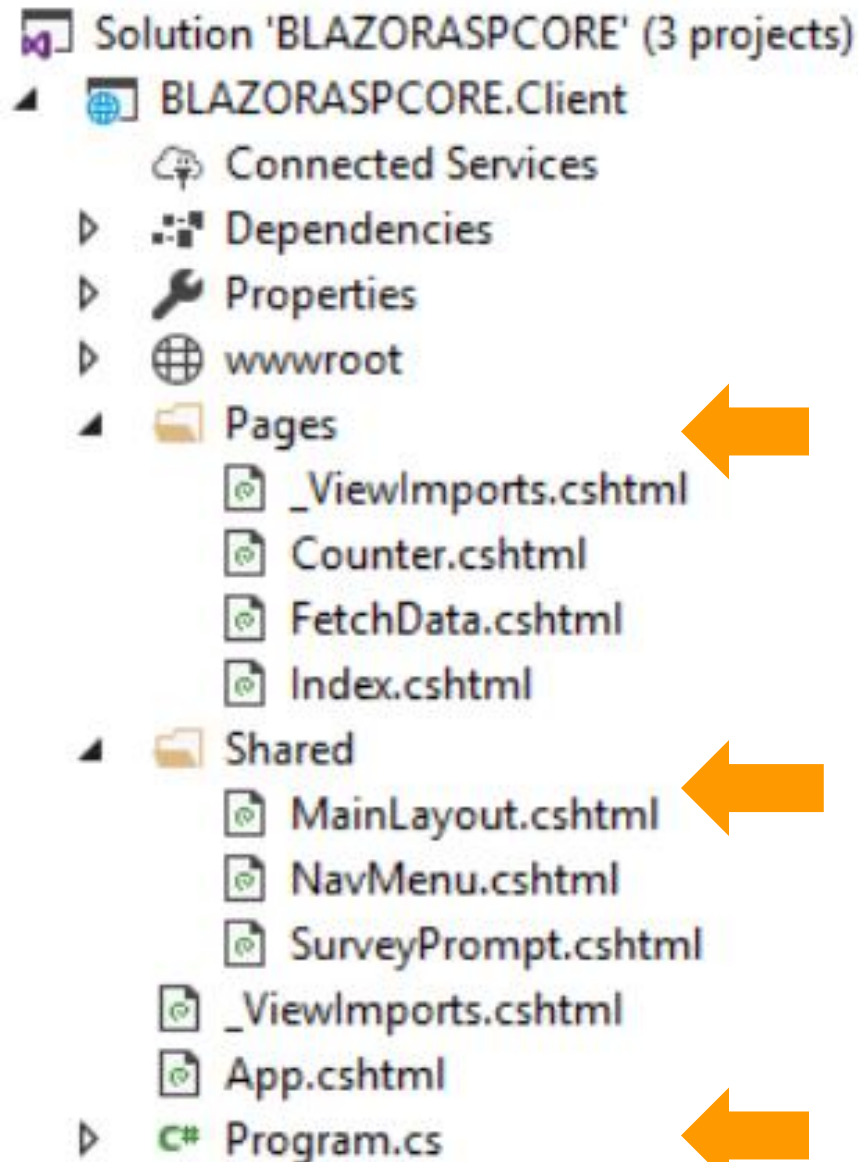 Solution 'BLAZORASPCORE' (3 projects)
BLAZORASPCORE.Client
Connected Services
Dependencies
Properties
wwwroot
Pages
_ViewImports.cshtml
Counter.cshtml
FetchData.cshtml
Index.cshtml
Shared
MainLayout.cshtml
NavMenu.cshtml
SurveyPrompt.cshtml
_ViewImports.cshtml
App.cshtml
C# Program.cs